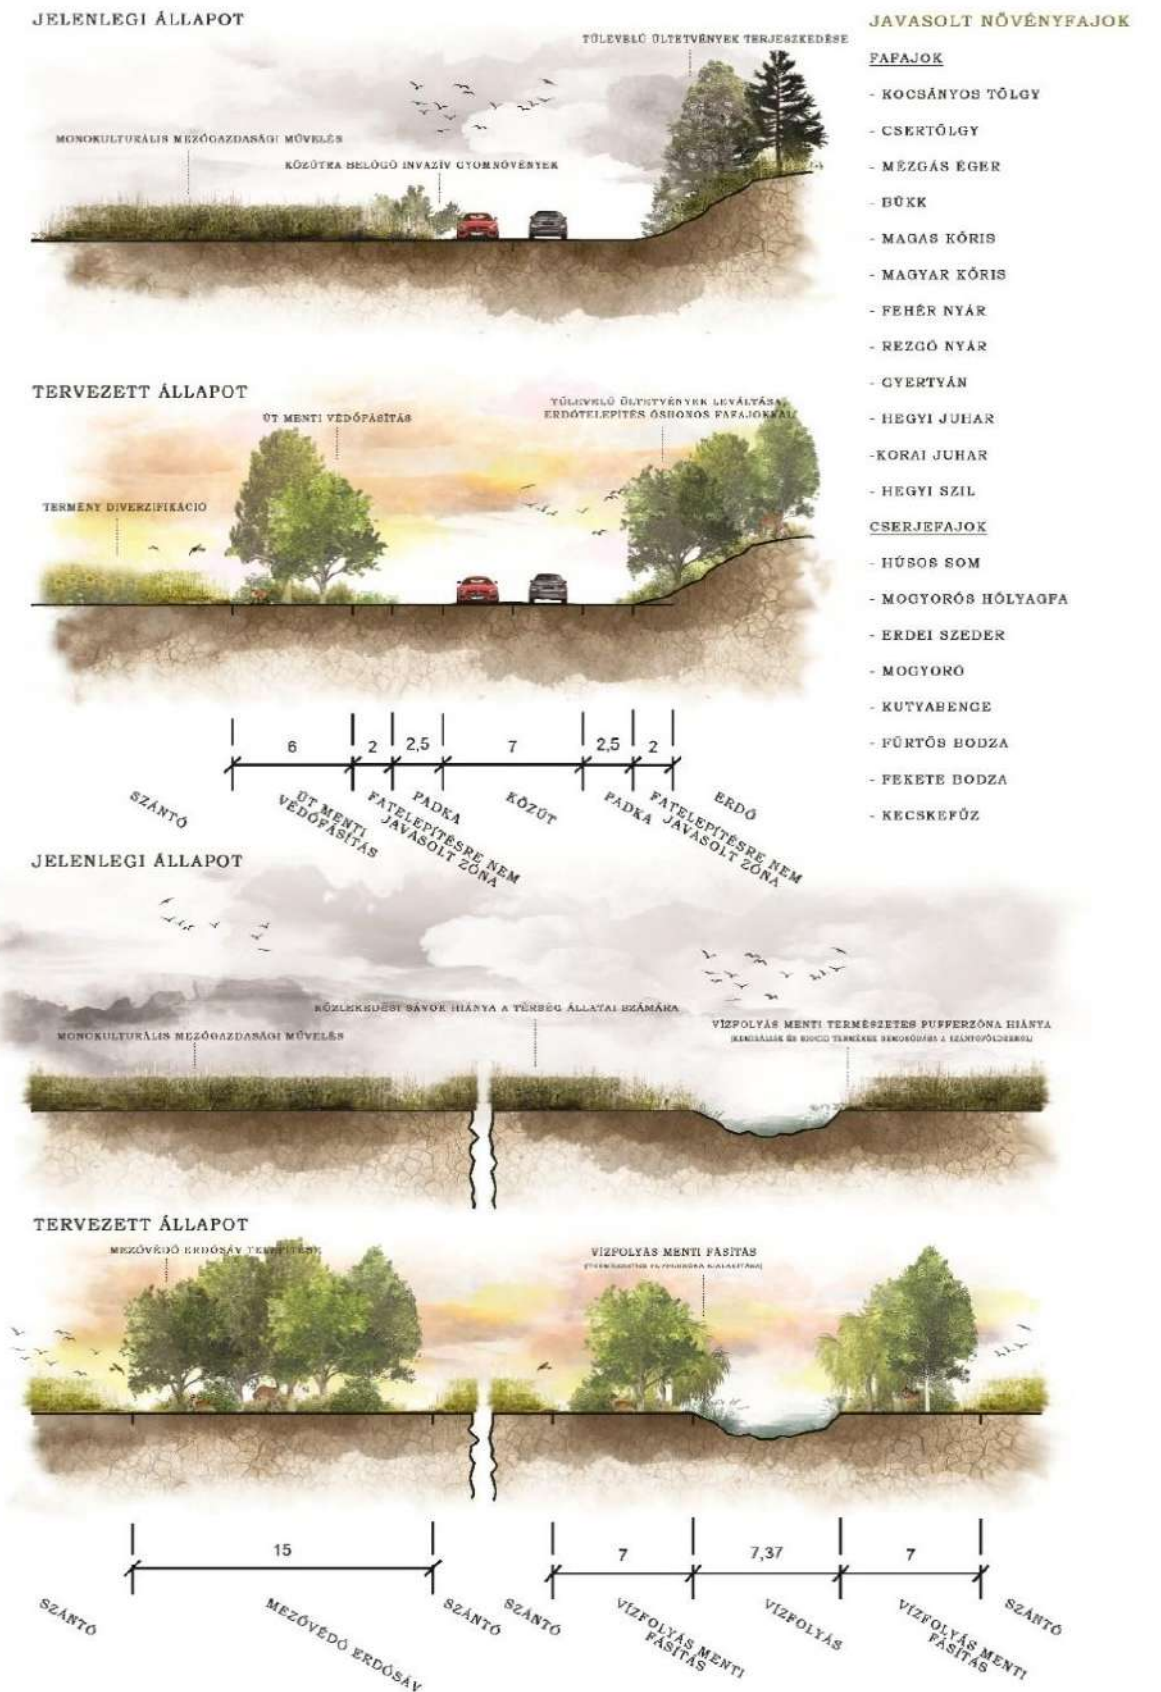 JELENLEGI ÁLLAPOT
TŰLEVELŰ ÜLTETVÉNYEK TERJESZKEDÉSE
MONOKULTURÁLIS MEZŐGAZDASÁGI MŰVELÉS
KÖZÚTRA BELÓGÓ INVAZÍV GYOMNÖVÉNYEK
TERVEZETT ÁLLAPOT
ÚT MENTI VÉDŐFÁSÍTÁS
TŰLEVELŰ ÜLTETVÉNYEK LEVÁLTÁSA,
ERDŐTELEPÍTÉS ŐSHONOS FAFAJOKKAL
TERMÉNY DIVERZIFIKÁCIÓ
6
2
2,5
7
2,5
2
SZÁNTÓ
ÚT MENTI
VÉDŐFÁSÍTÁS
FATELEPÍTÉSRE NEM
JAVASOLT ZÓNA
PADKA
KÖZÚT
PADKA
FATELEPÍTÉSRE NEM
JAVASOLT ZÓNA
ERDŐ
JAVASOLT NÖVÉNYFAJOK
FAFAJOK
- KOCSÁNYOS TÖLGY
- CSERTÖLGY
- MÉZGÁS ÉGER
- BÜKK
- MAGAS KŐRIS
- MAGYAR KŐRIS
- FEHÉR NYÁR
- REZGŐ NYÁR
- GYERTYÁN
- HEGYI JUHAR
-KORAI JUHAR
- HEGYI SZIL
CSERJEFAJOK
- HÚSOS SOM
- MOGYORÓS HÓLYAGFA
- ERDEI SZEDER
- MOGYORÓ
- KUTYABENGE
- FÜRTÖS BODZA
- FEKETE BODZA
- KECSKEFŰZ
JELENLEGI ÁLLAPOT
KÖZLEKEDÉSI SÁVOK HIÁNYA A TÉRSÉG ÁLLATAI SZÁMÁRA
MONOKULTURÁLIS MEZŐGAZDASÁGI MŰVELÉS
VÍZFOLYÁS MENTI TERMÉSZETES PUFFERZÓNA HIÁNYA
(KEMIKÁLIÁK ÉS BIOCID TERMÉKEK BEMOSÓDÁSA A SZÁNTÓFÖLDEKRŐL)
TERVEZETT ÁLLAPOT
MEZŐVÉDŐ ERDŐSÁV TELEPÍTÉSE
VÍZFOLYÁS MENTI FÁSÍTÁS
15
7
7,37
7
SZÁNTÓ
MEZŐVÉDŐ ERDŐSÁV
SZÁNTÓ
SZÁNTÓ
VÍZFOLYÁS MENTI
FÁSÍTÁS
VÍZFOLYÁS
VÍZFOLYÁS MENTI
FÁSÍTÁS
SZÁNTÓ